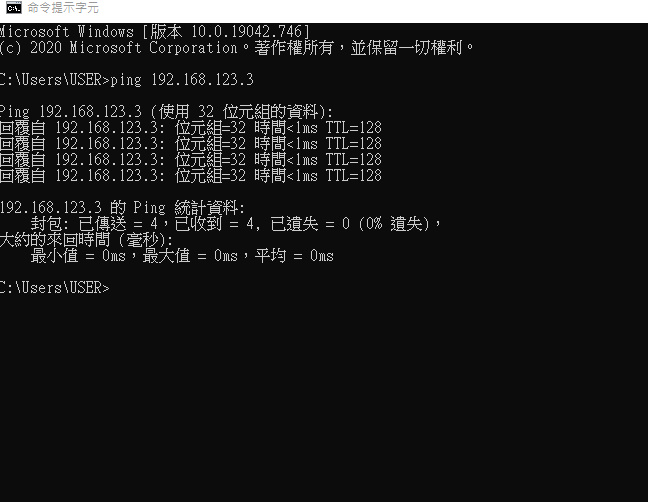 命令提示字元
Microsoft Windows [版本 10.0.19042.746]
(c) 2020 Microsoft Corporation。著作權所有，並保留一切權利。
C:\Users\USER>ping 192.168.123.3
Ping 192.168.123.3 (使用 32 位元組的資料):
回覆自 192.168.123.3: 位元組=32 時間<1ms TTL=128
回覆自 192.168.123.3: 位元組=32 時間<1ms TTL=128
回覆自 192.168.123.3: 位元組=32 時間<1ms TTL=128
回覆自 192.168.123.3: 位元組=32 時間<1ms TTL=128
192.168.123.3 的 Ping 統計資料:
封包: 已傳送 = 4，已收到 = 4, 已遺失 = 0 (0% 遺失)，
大約的來回時間 (毫秒):
最小值 = 0ms，最大值 = 0ms，平均 = 0ms
C:\Users\USER>